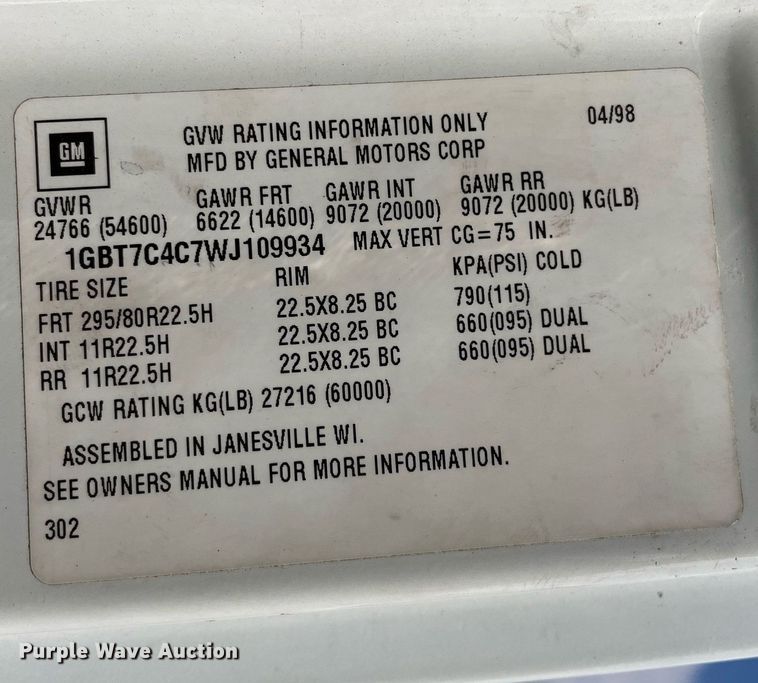 GM
GVW RATING INFORMATION ONLY 04/98
MFD BY GENERAL MOTORS CORP
GVWR GAWR FRT GAWR INT GAWR RR
24766 (54600) 6622 (14600) 9072 (20000) 9072 (20000) KG(LB)
1GBT7C4C7WJ109934 MAX VERT CG=75 IN.
TIRE SIZE RIM KPA(PSI) COLD
FRT 295/80R22.5H 22.5X8.25 BC 790(115)
INT 11R22.5H 22.5X8.25 BC 660(095) DUAL
RR 11R22.5H 22.5X8.25 BC 660(095) DUAL
GCW RATING KG(LB) 27216 (60000)
ASSEMBLED IN JANESVILLE WI.
SEE OWNERS MANUAL FOR MORE INFORMATION.
302
Purple Wave Auction